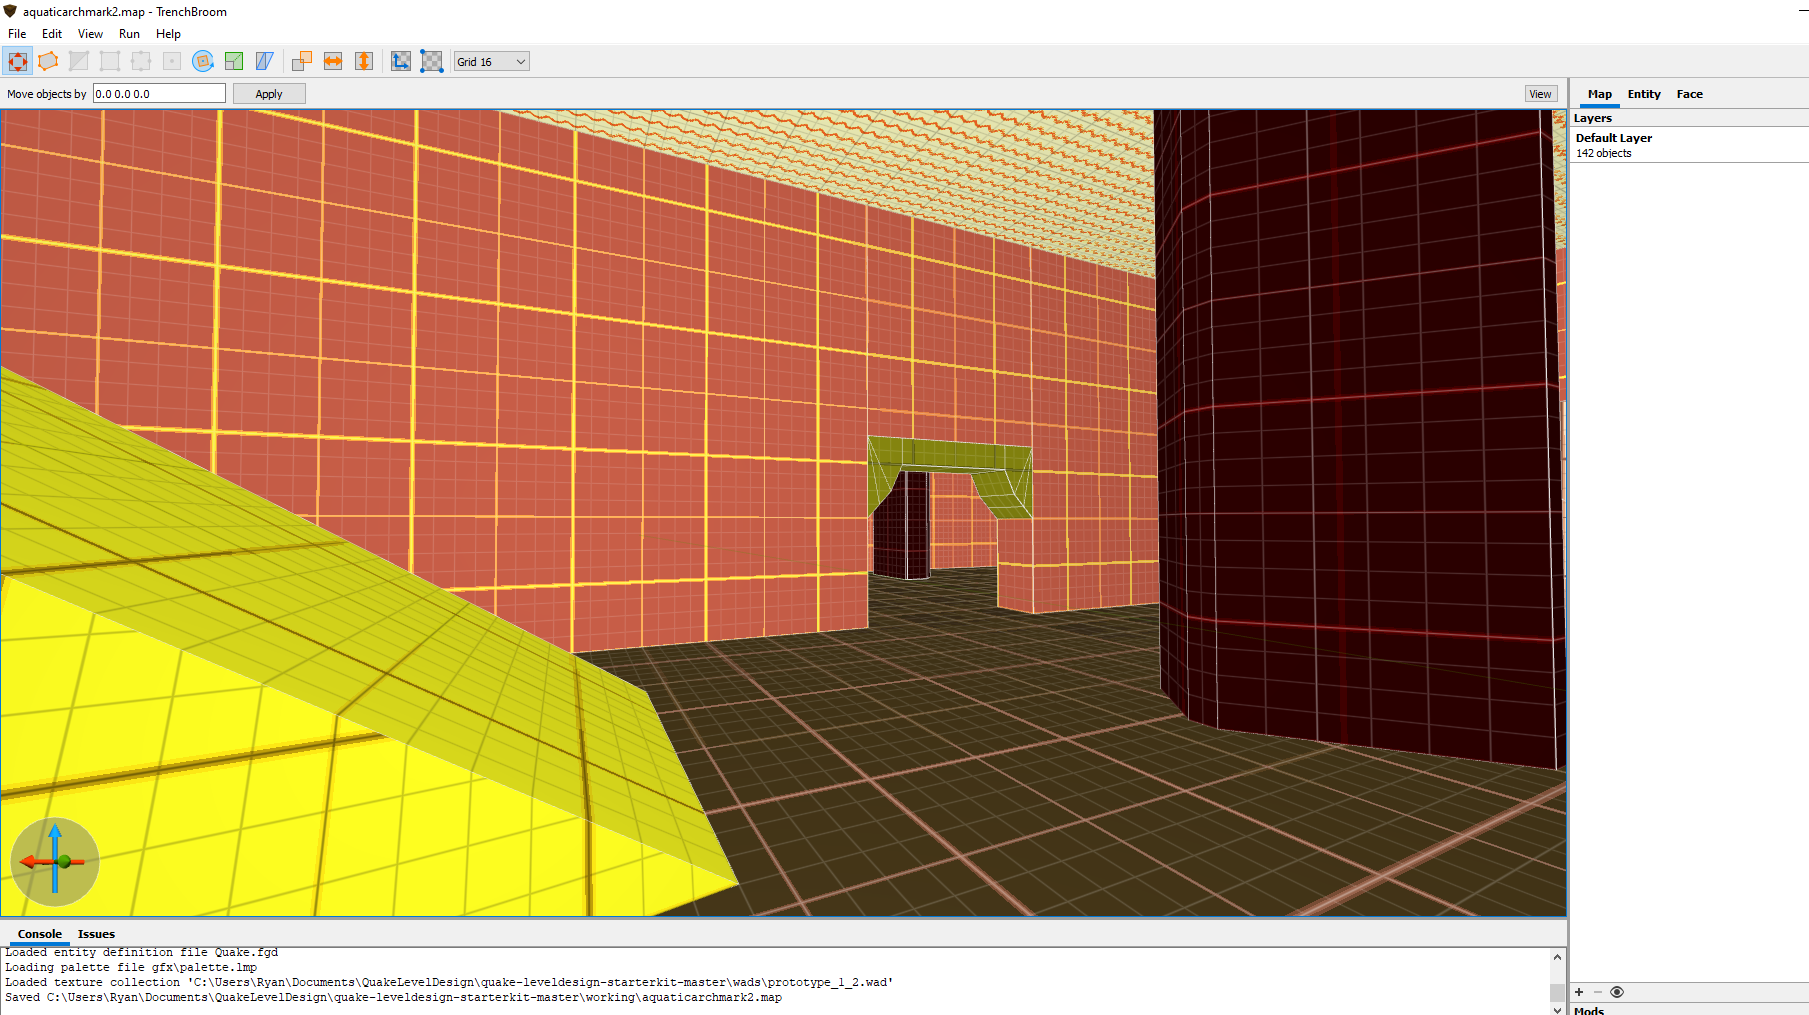 aquaticarchmark2.map - TrenchBroom
File Edit View Run Help
Grid 16
Move objects by 0.0 0.0 0.0 Apply View
Map Entity Face
Layers
Default Layer
142 objects
Console Issues
Loaded entity definition file Quake.fgd
Loading palette file gfx\palette.lmp
Loaded texture collection 'C:\Users\Ryan\Documents\QuakeLevelDesign\quake-leveldesign-starterkit-master\wads\prototype_1_2.wad'
Saved C:\Users\Ryan\Documents\QuakeLevelDesign\quake-leveldesign-starterkit-master\working\aquaticarchmark2.map
Mods